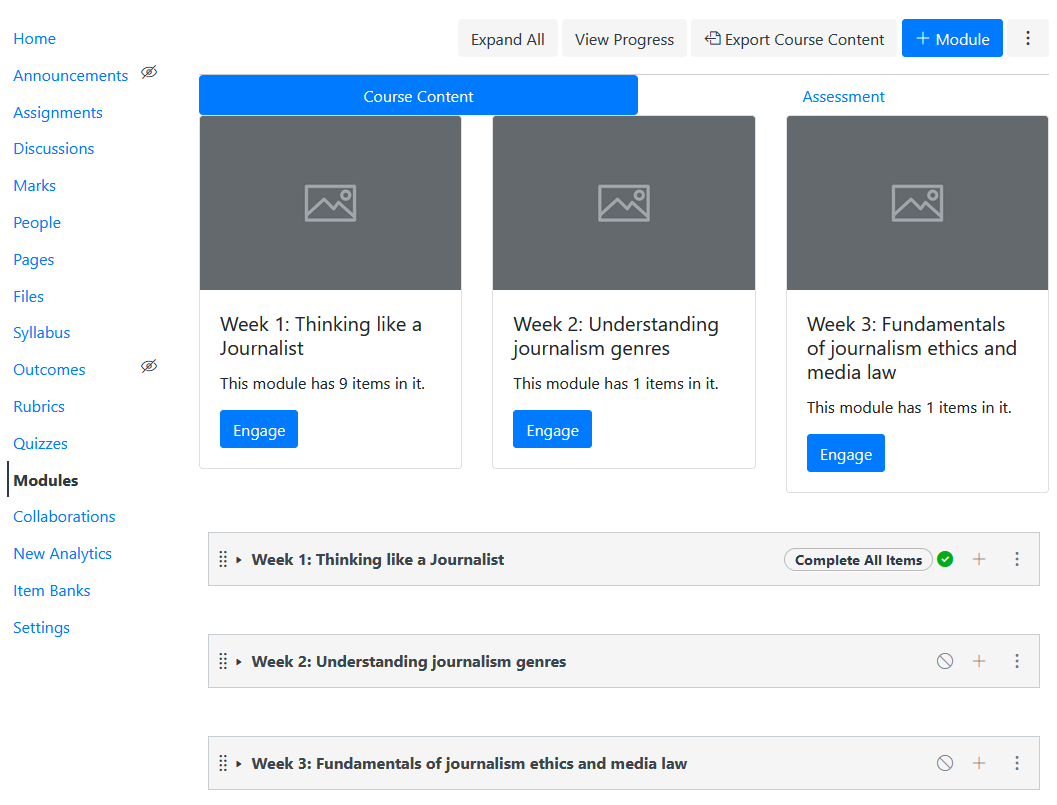 Home
Announcements
Assignments
Discussions
Marks
People
Pages
Files
Syllabus
Outcomes
Rubrics
Quizzes
Modules
Collaborations
New Analytics
Item Banks
Settings
Expand All
View Progress
Export Course Content
+ Module
Course Content
Assessment
Week 1: Thinking like a
Journalist
This module has 9 items in it.
Engage
Week 2: Understanding
journalism genres
This module has 1 items in it.
Engage
Week 3: Fundamentals
of journalism ethics and
media law
This module has 1 items in it.
Engage
Week 1: Thinking like a Journalist
Complete All Items
Week 2: Understanding journalism genres
Week 3: Fundamentals of journalism ethics and media law